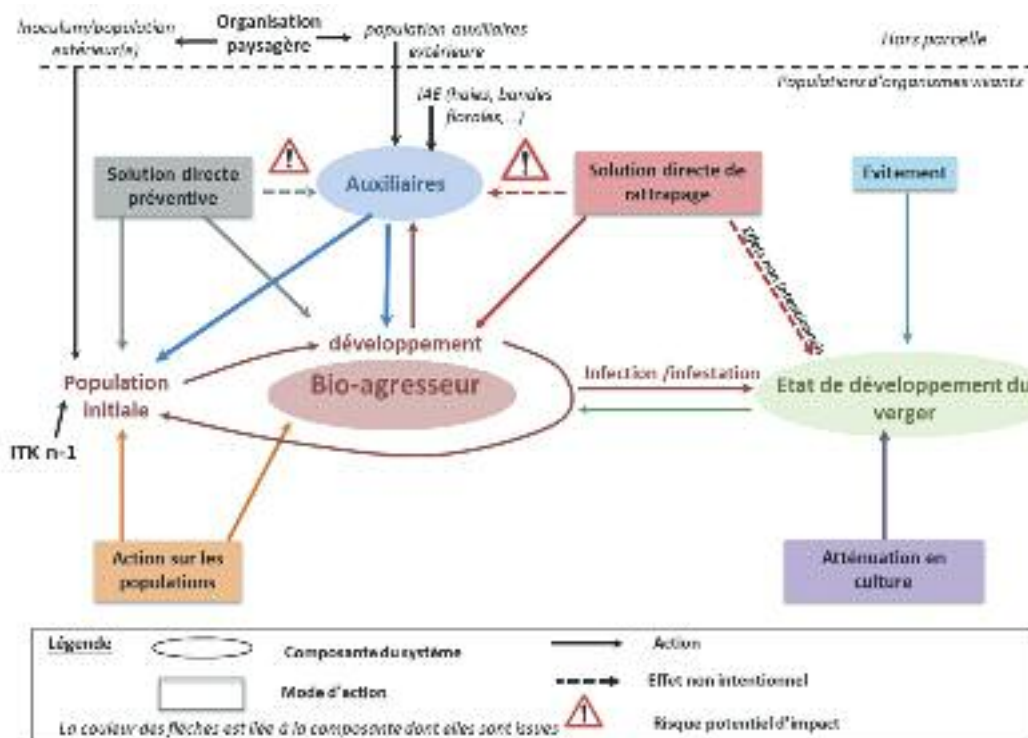 Inoculum/population
extérieur(e)
Organisation
paysagère
population auxiliaires
extérieure
Hors parcelle
Populations d'organismes vivants
IAE (haies, bandes
florales,...)
Solution directe
préventive
!
Auxiliaires
!
Solution directe de
rattrapage
Evitement
Effets non intentionnels
développement
Bio-agresseur
Population
initiale
Infection /infestation
Etat de développement du
verger
ITK n-1
Action sur les
populations
Atténuation en
culture
Légende
Composante du système
Action
Mode d'action
Effet non intentionnel
La couleur des flèches est liée à la composante dont elles sont issues
!
Risque potentiel d'impact